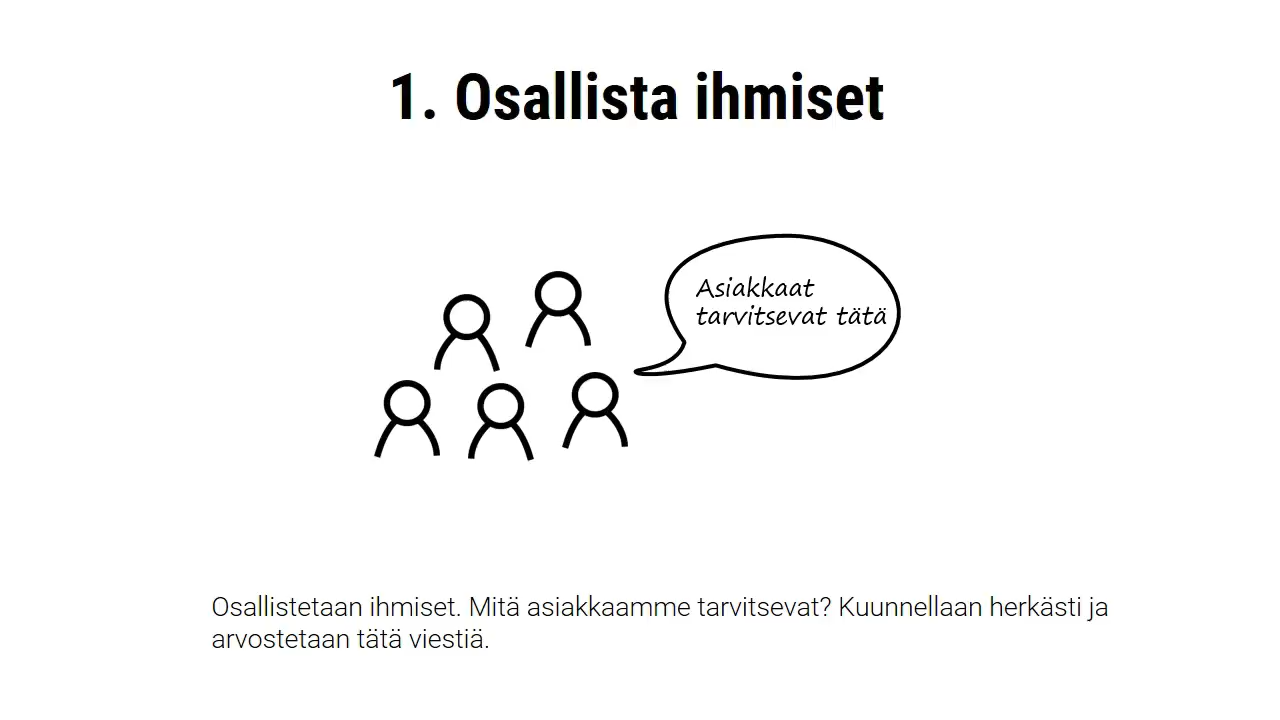 1. Osallista ihmiset
Asiakkaat
tarvitsevat tätä
Osallistetaan ihmiset. Mitä asiakkaamme tarvitsevat? Kuunnellaan herkästi ja
arvostetaan tätä viestiä.